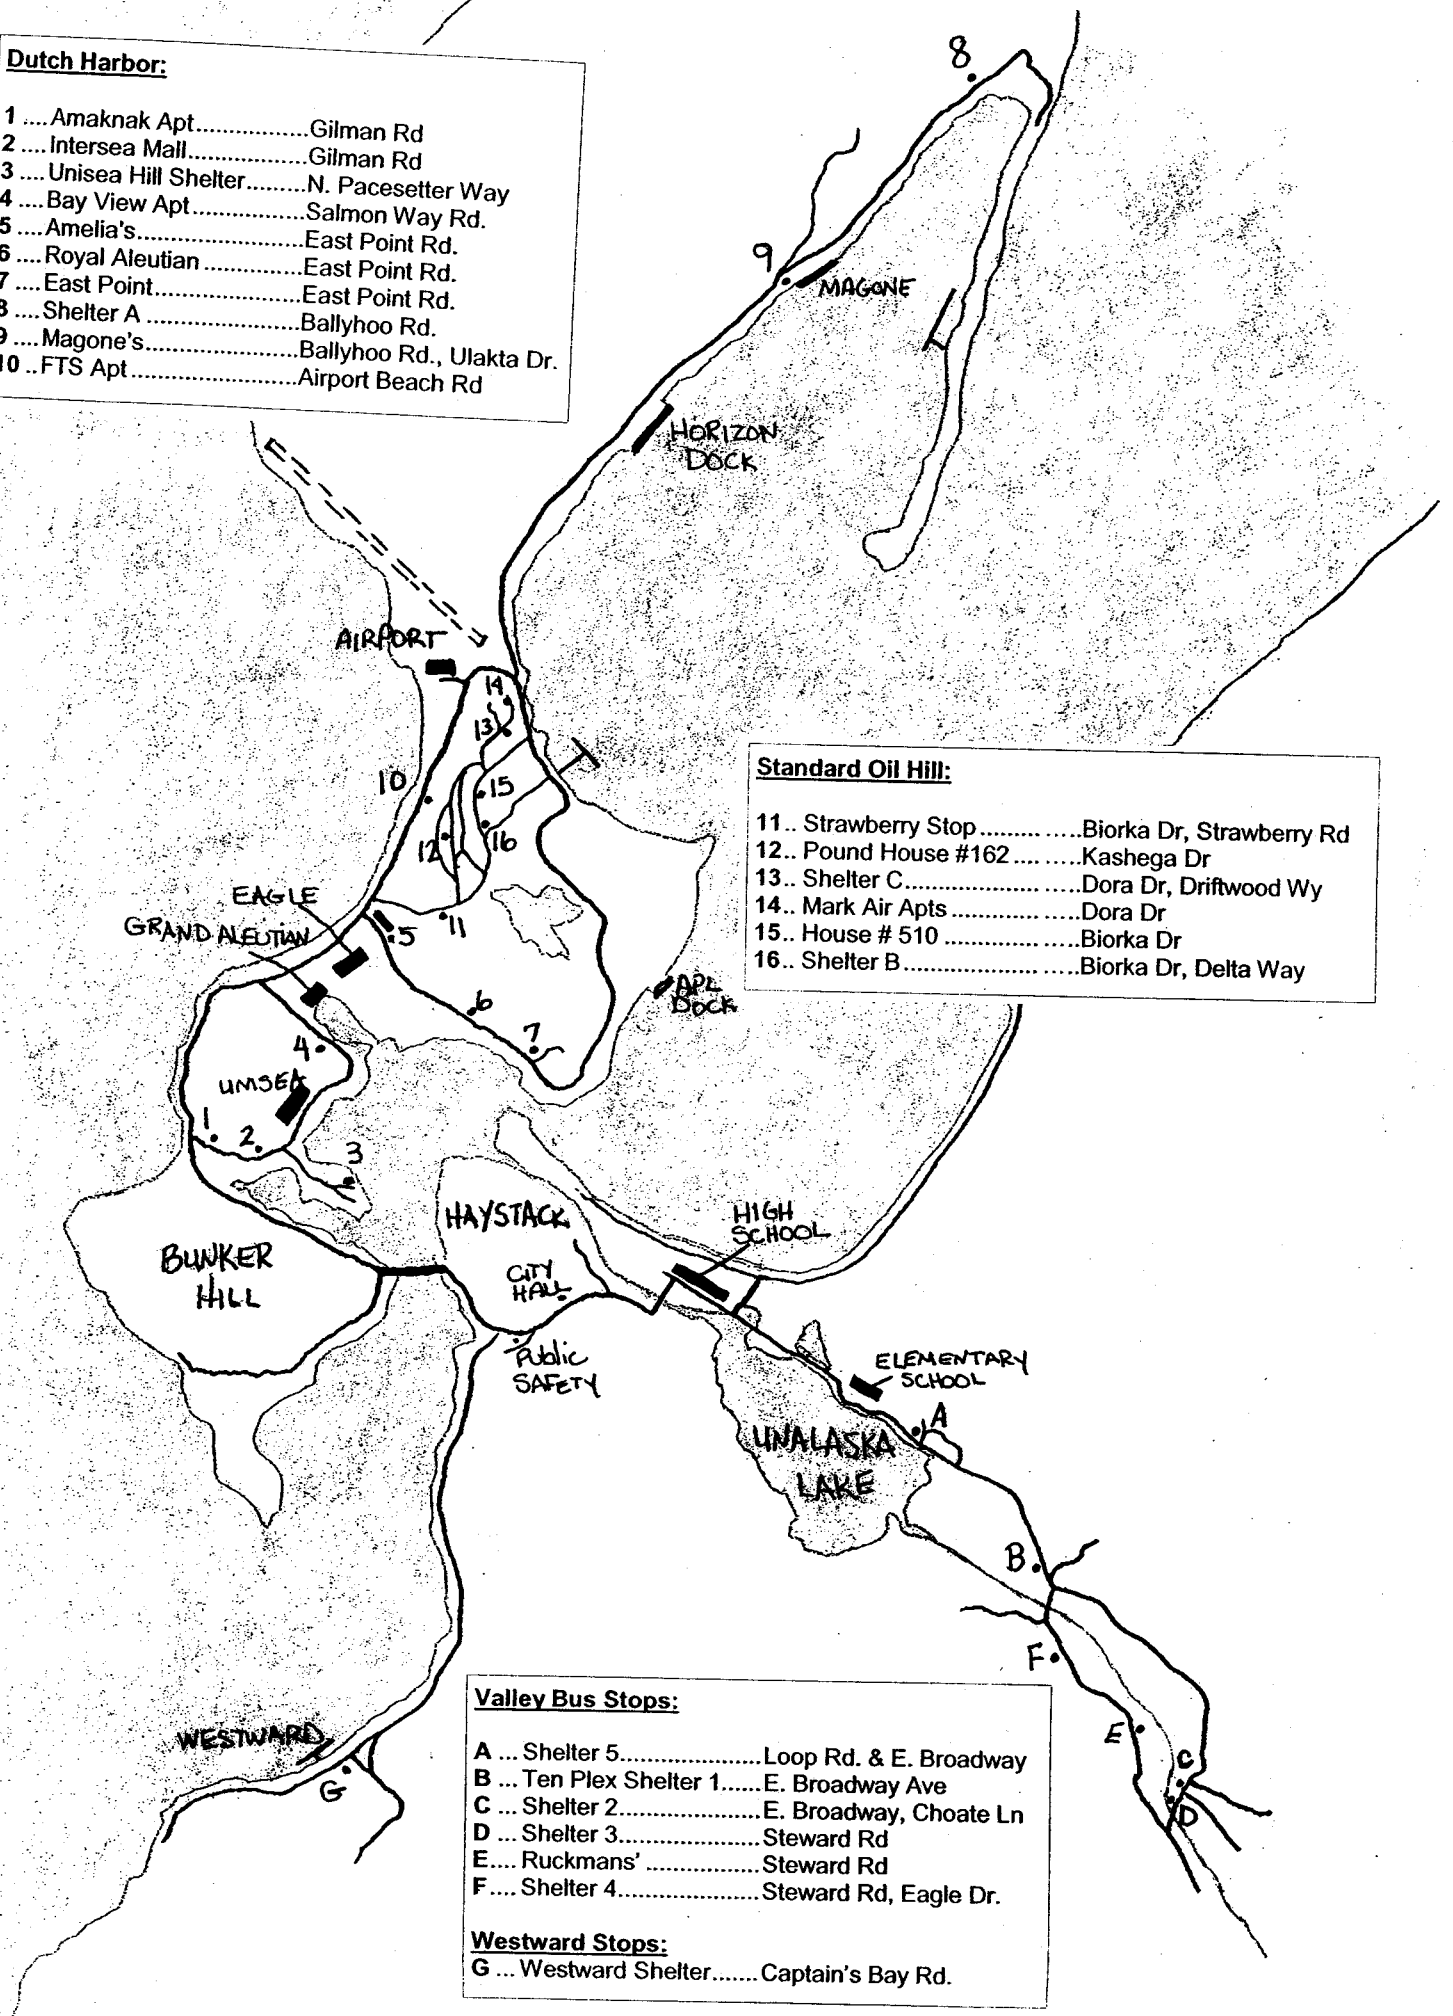 Dutch Harbor:
1 ....Amaknak Apt.................Gilman Rd
2 ....Intersea Mall..................Gilman Rd
3 ....Unisea Hill Shelter.........N. Pacesetter Way
4 ....Bay View Apt.................Salmon Way Rd.
5 ....Amelia's.........................East Point Rd.
6 ....Royal Aleutian ...............East Point Rd.
7 ....East Point......................East Point Rd.
8 ....Shelter A .......................Ballyhoo Rd.
9 ....Magone's.......................Ballyhoo Rd., Ulakta Dr.
10 ..FTS Apt .........................Airport Beach Rd
8
9
MAGONE
HORIZON
DOCK
AIRPORT
14
13
10
15
12
16
EAGLE
GRAND ALEUTIAN
11
5
6
APL
DOCK
7
4
UMSEA
1
2
3
Standard Oil Hill:
11.. Strawberry Stop......... .....Biorka Dr, Strawberry Rd
12.. Pound House #162 .... .....Kashega Dr
13.. Shelter C.................... .....Dora Dr, Driftwood Wy
14.. Mark Air Apts ............. .....Dora Dr
15.. House # 510 .............. .....Biorka Dr
16.. Shelter B.................... .....Biorka Dr, Delta Way
HAYSTACK
HIGH
SCHOOL
BUNKER
HILL
CITY
HALL
Public
SAFETY
ELEMENTARY
SCHOOL
A
UNALASKA
LAKE
B
F
E
C
D
WESTWARD
G
Valley Bus Stops:
A ... Shelter 5.....................Loop Rd. & E. Broadway
B ... Ten Plex Shelter 1......E. Broadway Ave
C ... Shelter 2.....................E. Broadway, Choate Ln
D ... Shelter 3.....................Steward Rd
E.... Ruckmans' .................Steward Rd
F.... Shelter 4.....................Steward Rd, Eagle Dr.
Westward Stops:
G ... Westward Shelter.......Captain's Bay Rd.